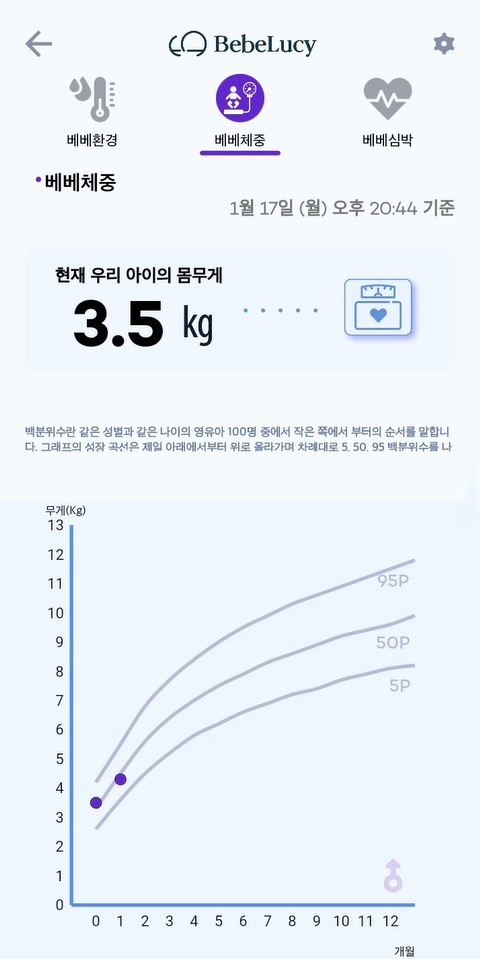 BebeLucy
베베환경 베베체중 베베심박
베베체중
1월 17일 (월) 오후 20:44 기준
현재 우리 아이의 몸무게
3.5 kg
백분위수란 같은 성별과 같은 나이의 영유아 100명 중에서 작은 쪽에서 부터의 순서를 말합니
다. 그래프의 성장 곡선은 제일 아래에서부터 위로 올라가며 차례대로 5, 50, 95 백분위수를 나
무게(Kg)
13
12
11
95P
10
9
50P
8
5P
7
6
5
4
3
2
1
0
0 1 2 3 4 5 6 7 8 9 10 11 12
개월